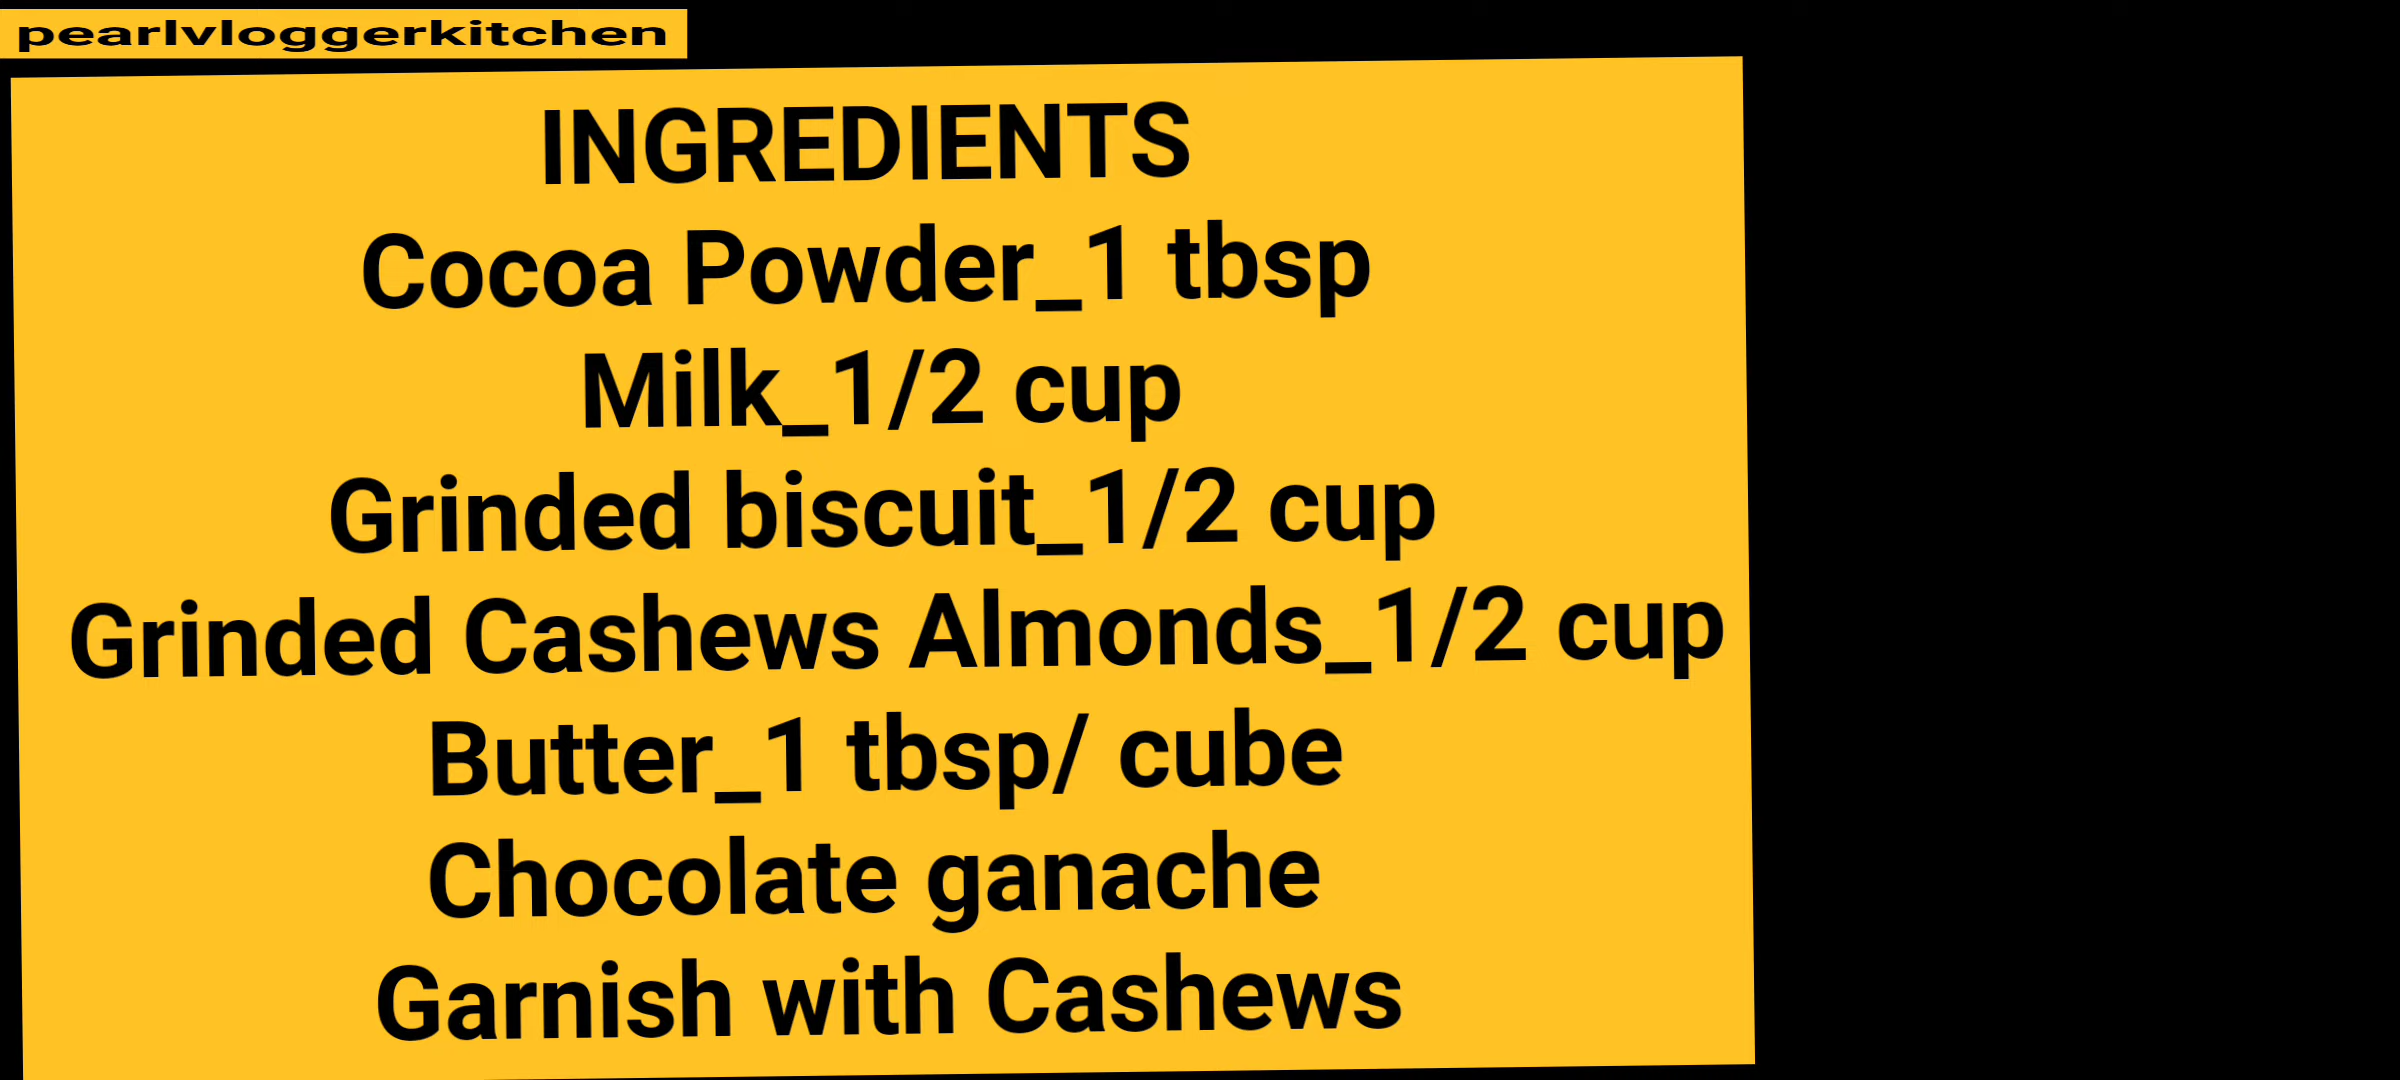 pearlvloggerkitchen
INGREDIENTS
Cocoa Powder_1 tbsp
Milk_1/2 cup
Grinded biscuit_1/2 cup
Grinded Cashews Almonds_1/2 cup
Butter_1 tbsp/ cube
Chocolate ganache
Garnish with Cashews